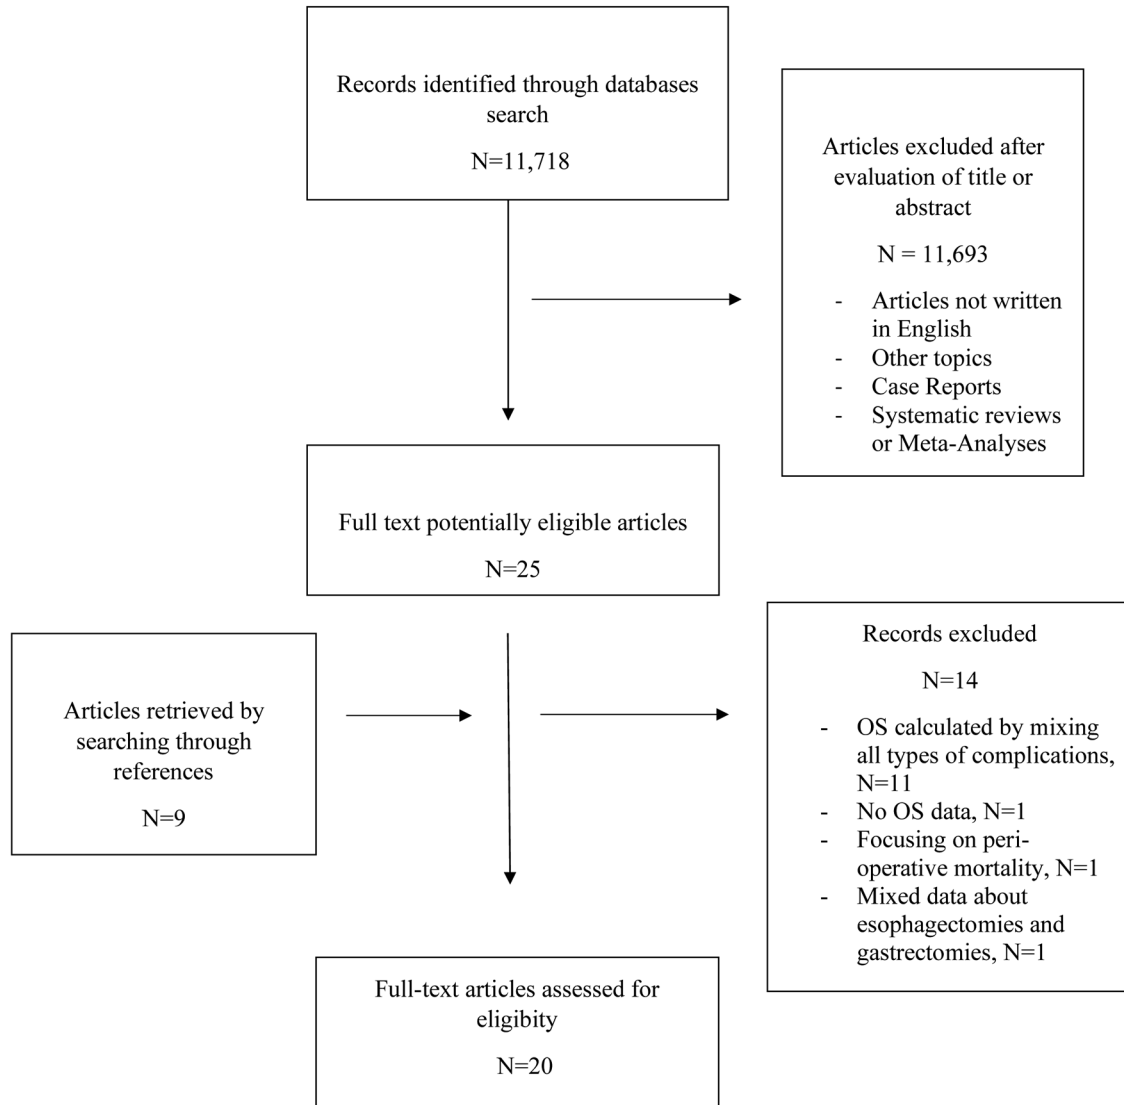 Records identified through databases
search
N=11,718
Articles excluded after
evaluation of title or
abstract
N = 11,693
- Articles not written
in English
- Other topics
- Case Reports
- Systematic reviews
or Meta-Analyses
Full text potentially eligible articles
N=25
Articles retrieved by
searching through
references
N=9
Records excluded
N=14
- OS calculated by mixing
all types of complications,
N=11
- No OS data, N=1
- Focusing on peri-
operative mortality, N=1
- Mixed data about
esophagectomies and
gastrectomies, N=1
Full-text articles assessed for
eligibity
N=20